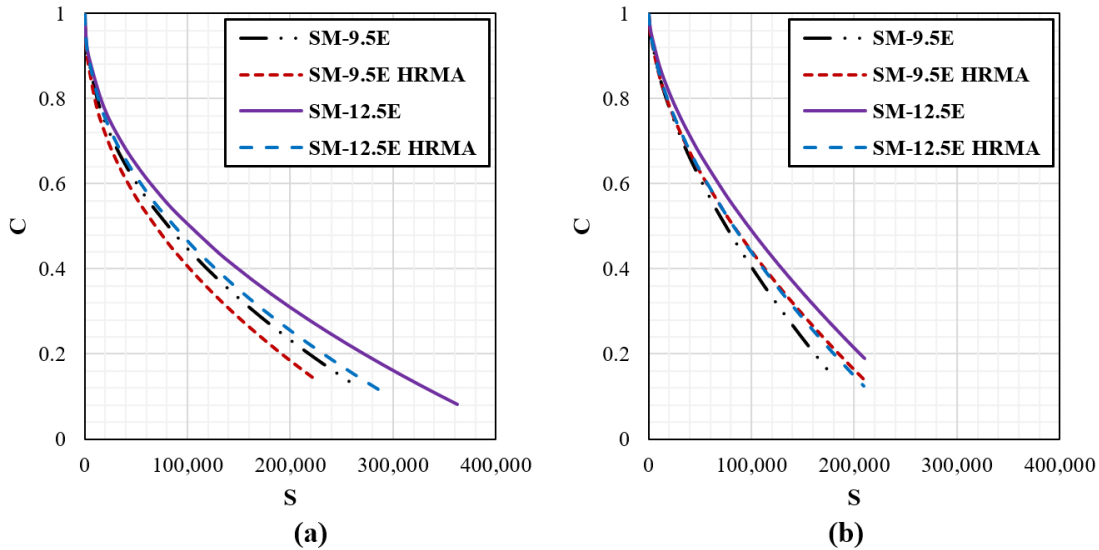 1
0.8
0.6
0.4
0.2
0
C
0
100,000
200,000
300,000
400,000
S
SM-9.5E
SM-9.5E HRMA
SM-12.5E
SM-12.5E HRMA
(a)
1
0.8
0.6
0.4
0.2
0
C
0
100,000
200,000
300,000
400,000
S
SM-9.5E
SM-9.5E HRMA
SM-12.5E
SM-12.5E HRMA
(b)